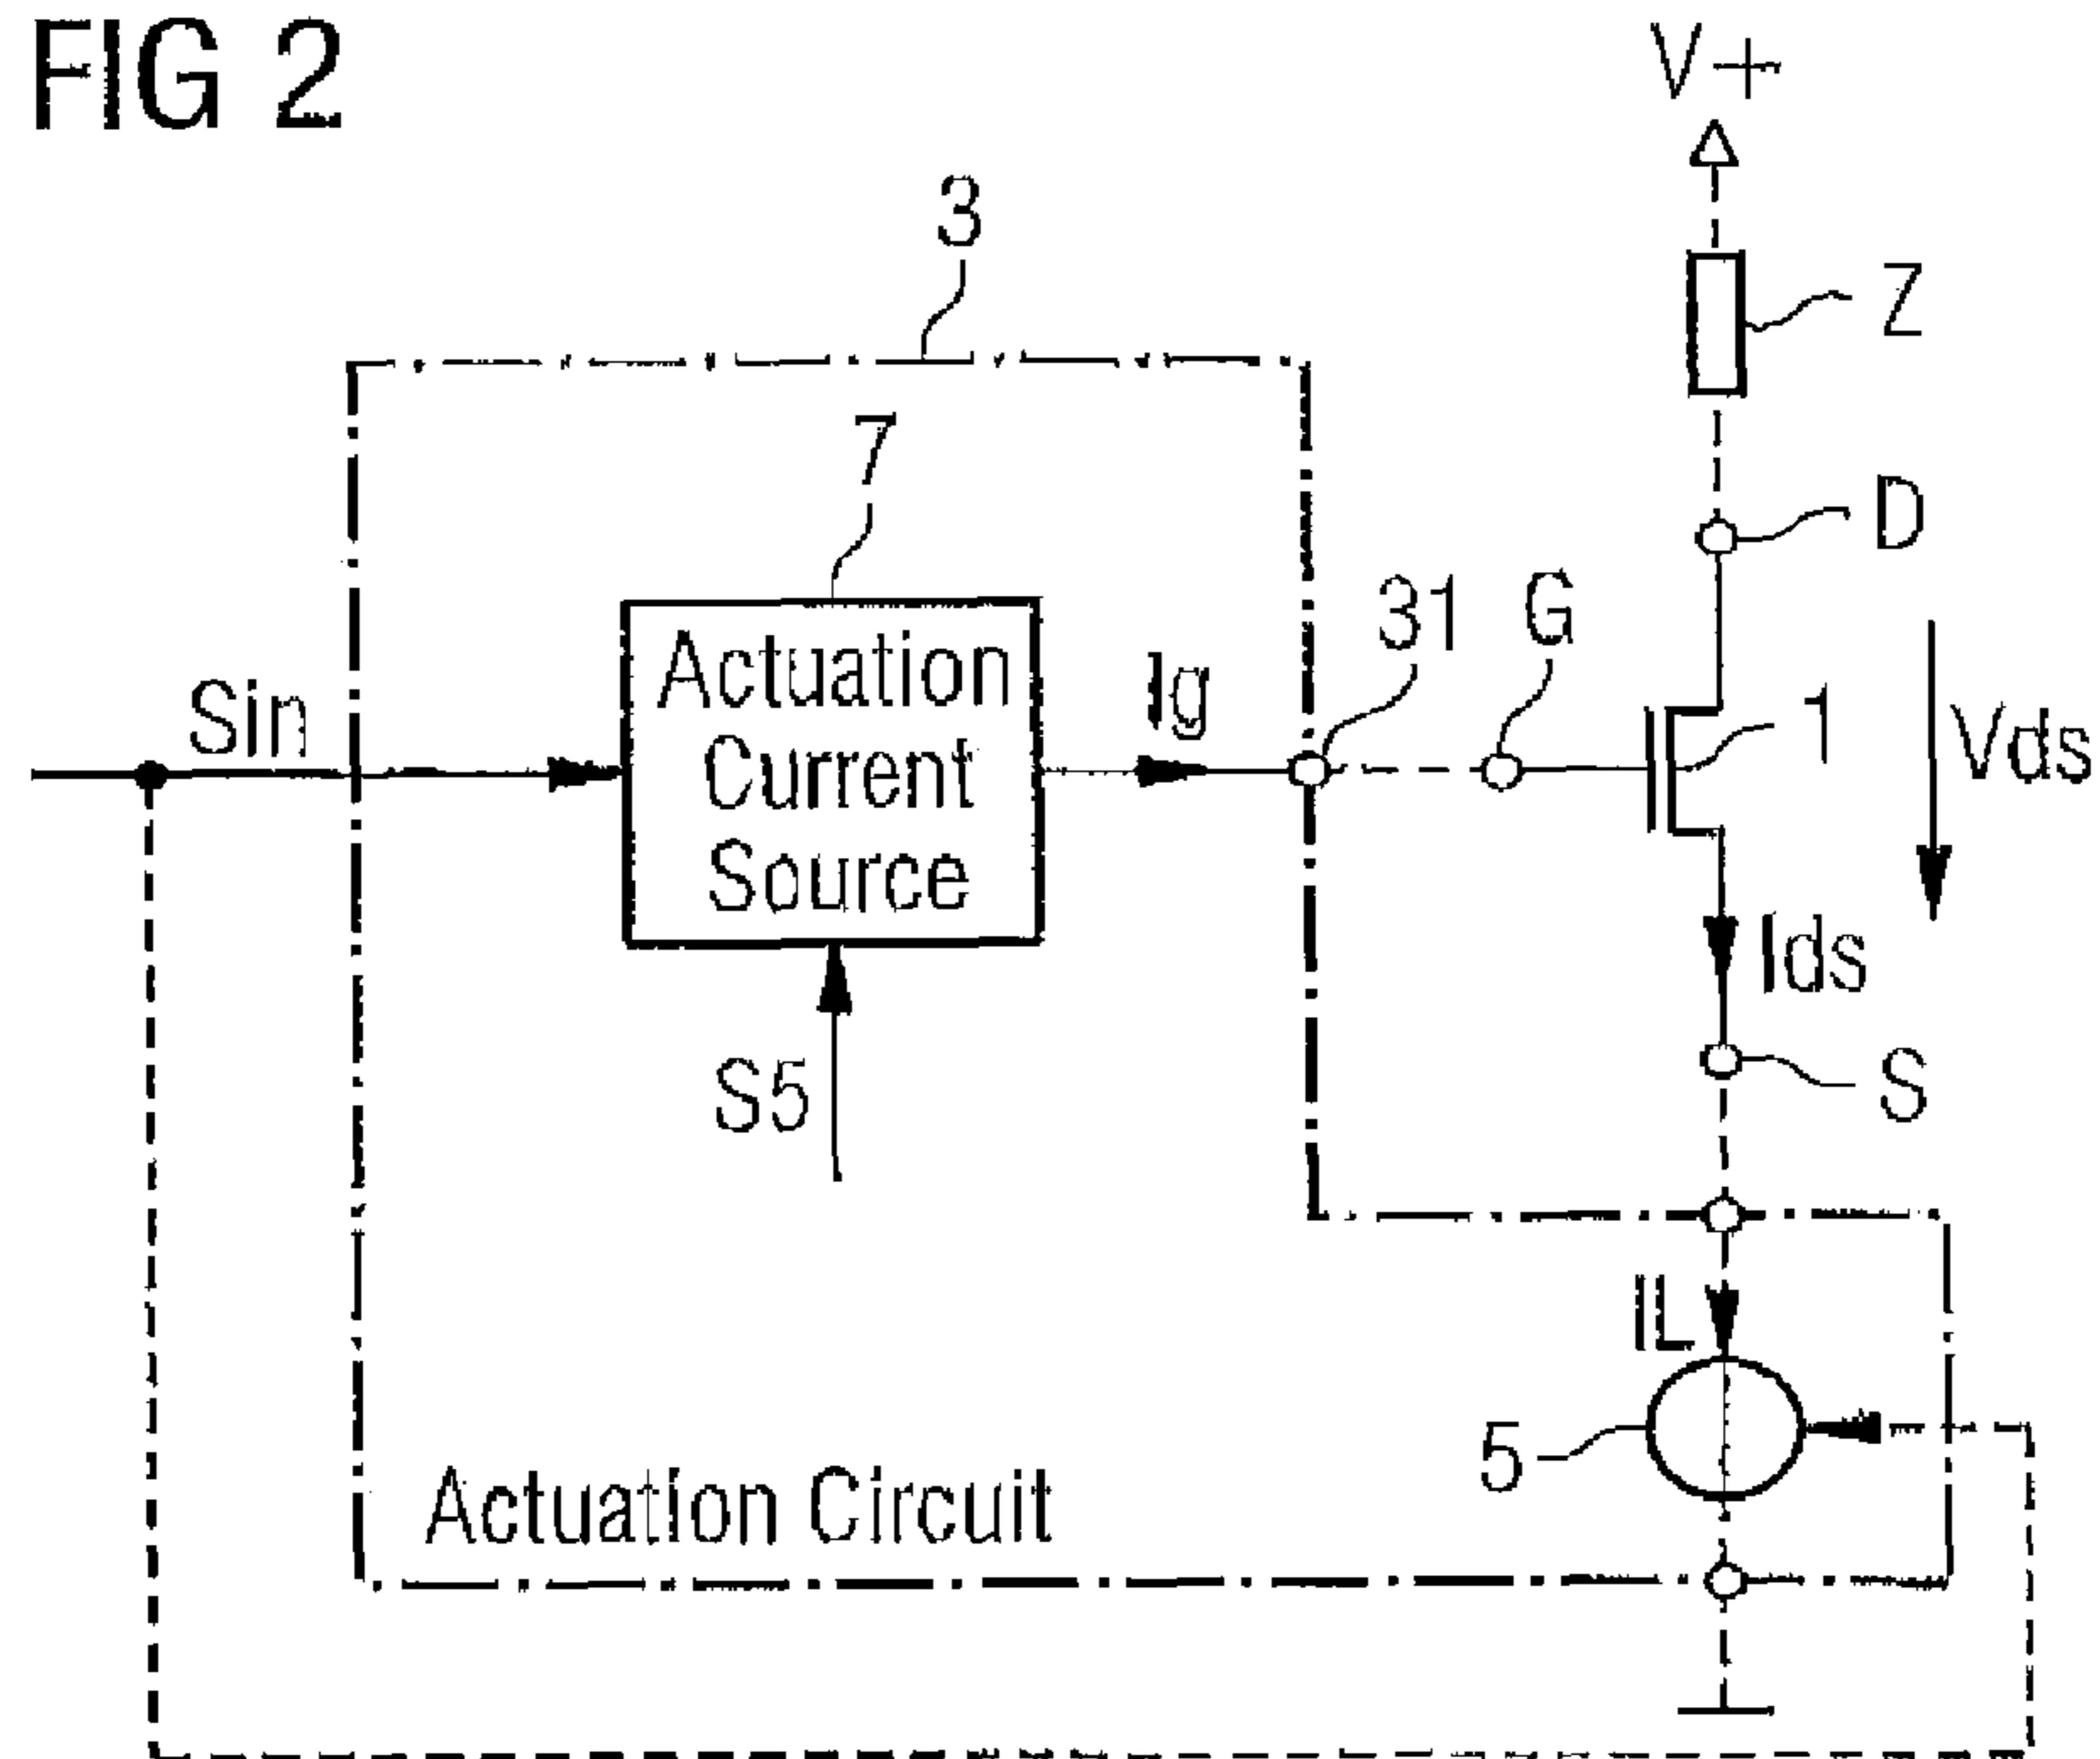 FIG 2
V+
3
Z
7
D
31
G
Actuation
Current
Source
Sin
Ig
1
Vds
Ids
S5
S
IL
5
Actuation Circuit